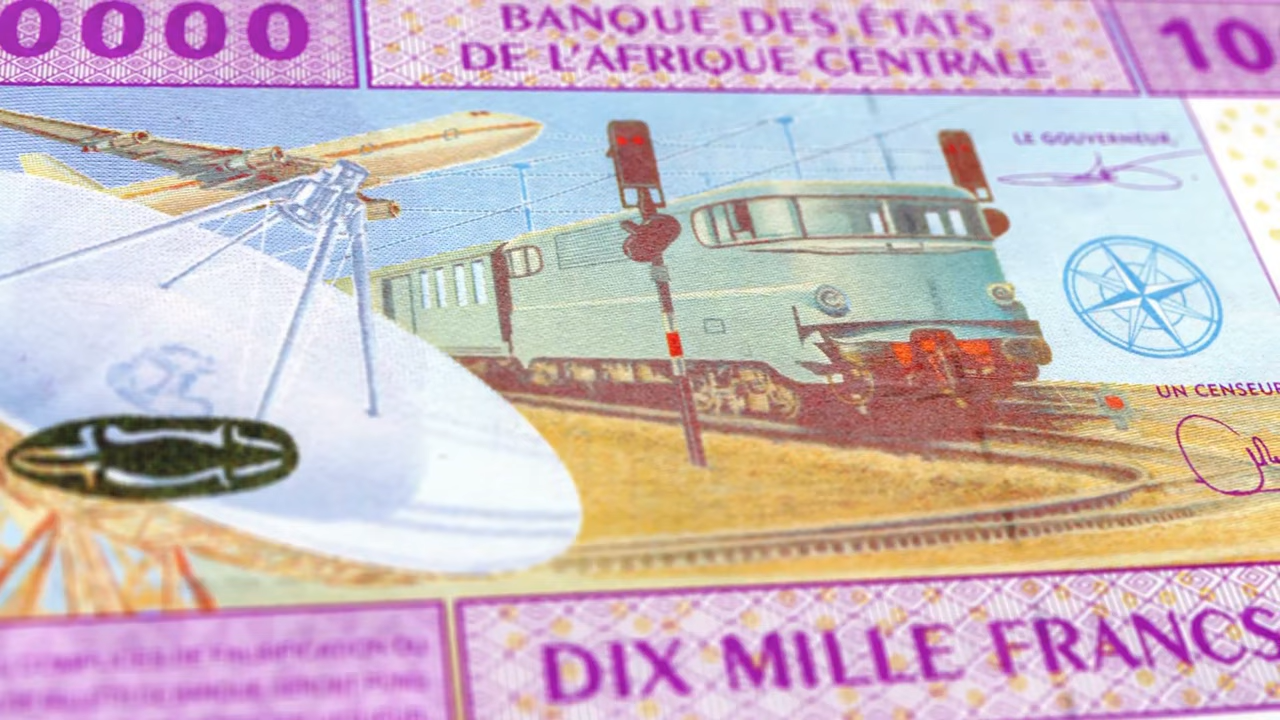 0000
BANQUE DES ÉTATS
DE L'AFRIQUE CENTRALE
10
LE GOUVERNEUR,
UN CENSEUR
DIX MILLE FRANCS